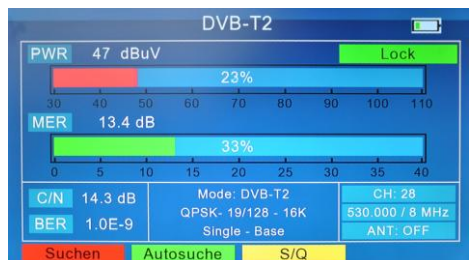 DVB-T2
PWR 47 dBuV Lock
23%
30 40 50 60 70 80 90 100 110
MER 13.4 dB
33%
0 5 10 15 20 25 30 35 40
C/N 14.3 dB Mode: DVB-T2 CH: 28
QPSK- 19/128 - 16K 530.000 / 8 MHz
BER 1.0E-9 Single - Base ANT: OFF
Suchen Autosuche S/Q